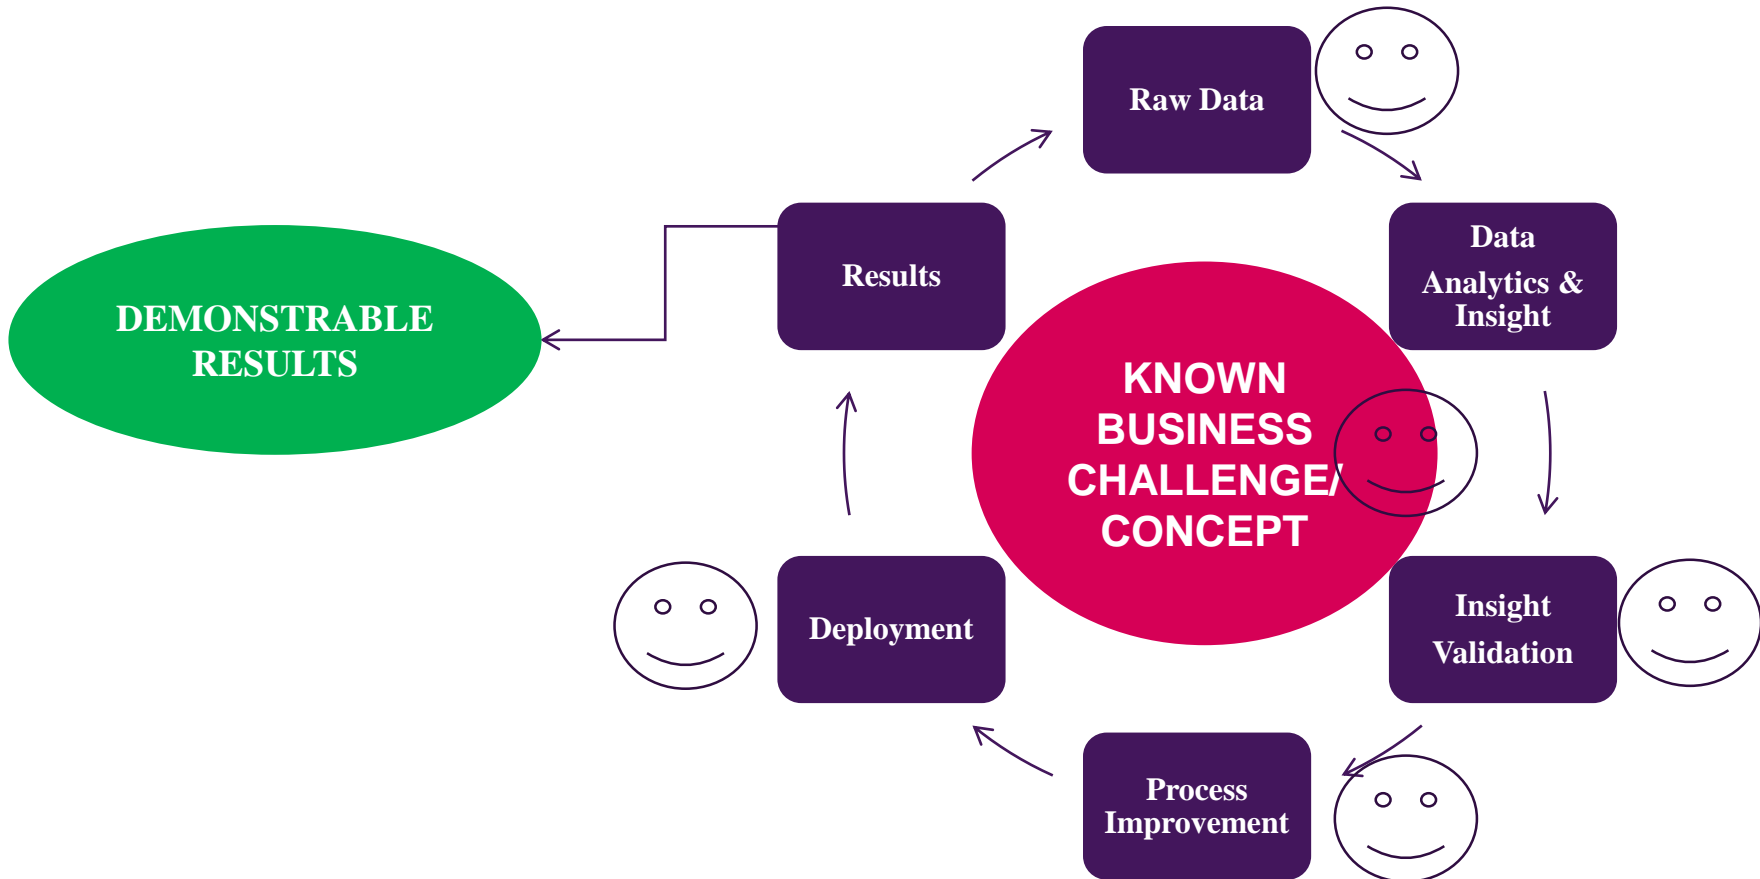 Raw Data
Data
Analytics &
Insight
Results
DEMONSTRABLE
RESULTS
KNOWN
BUSINESS
CHALLENGE/
CONCEPT
Deployment
Insight
Validation
Process
Improvement